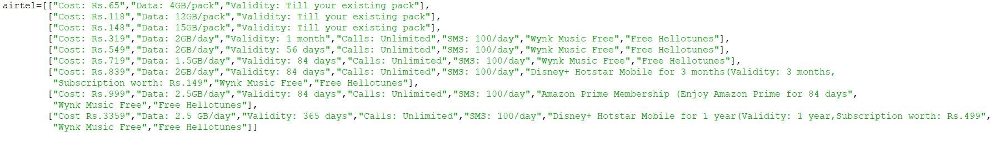 airtel=[["Cost: Rs.65","Data: 4GB/pack","Validity: Till your existing pack"],
["Cost: Rs.118","Data: 12GB/pack","Validity: Till your existing pack"],
["Cost: Rs.148","Data: 15GB/pack","Validity: Till your existing pack"],
["Cost: Rs.319","Data: 2GB/day","Validity: 1 month","Calls: Unlimited","SMS: 100/day","Wynk Music Free","Free Hellotunes"],
["Cost: Rs.549","Data: 2GB/day","Validity: 56 days","Calls: Unlimited","SMS: 100/day","Wynk Music Free","Free Hellotunes"],
["Cost: Rs.719","Data: 1.5GB/day","Validity: 84 days","Calls: Unlimited","SMS: 100/day","Wynk Music Free","Free Hellotunes"],
["Cost: Rs.839","Data: 2GB/day","Validity: 84 days","Calls: Unlimited","SMS: 100/day","Disney+ Hotstar Mobile for 3 months(Validity: 3 months,
"Subscription worth: Rs.149","Wynk Music Free","Free Hellotunes"],
["Cost: Rs.999","Data: 2.5GB/day","Validity: 84 days","Calls: Unlimited","SMS: 100/day","Amazon Prime Membership (Enjoy Amazon Prime for 84 days",
"Wynk Music Free","Free Hellotunes"],
["Cost Rs.3359","Data: 2.5 GB/day","Validity: 365 days","Calls: Unlimited","SMS: 100/day","Disney+ Hotstar Mobile for 1 year(Validity: 1 year,Subscription worth: Rs.499",
"Wynk Music Free","Free Hellotunes"]]